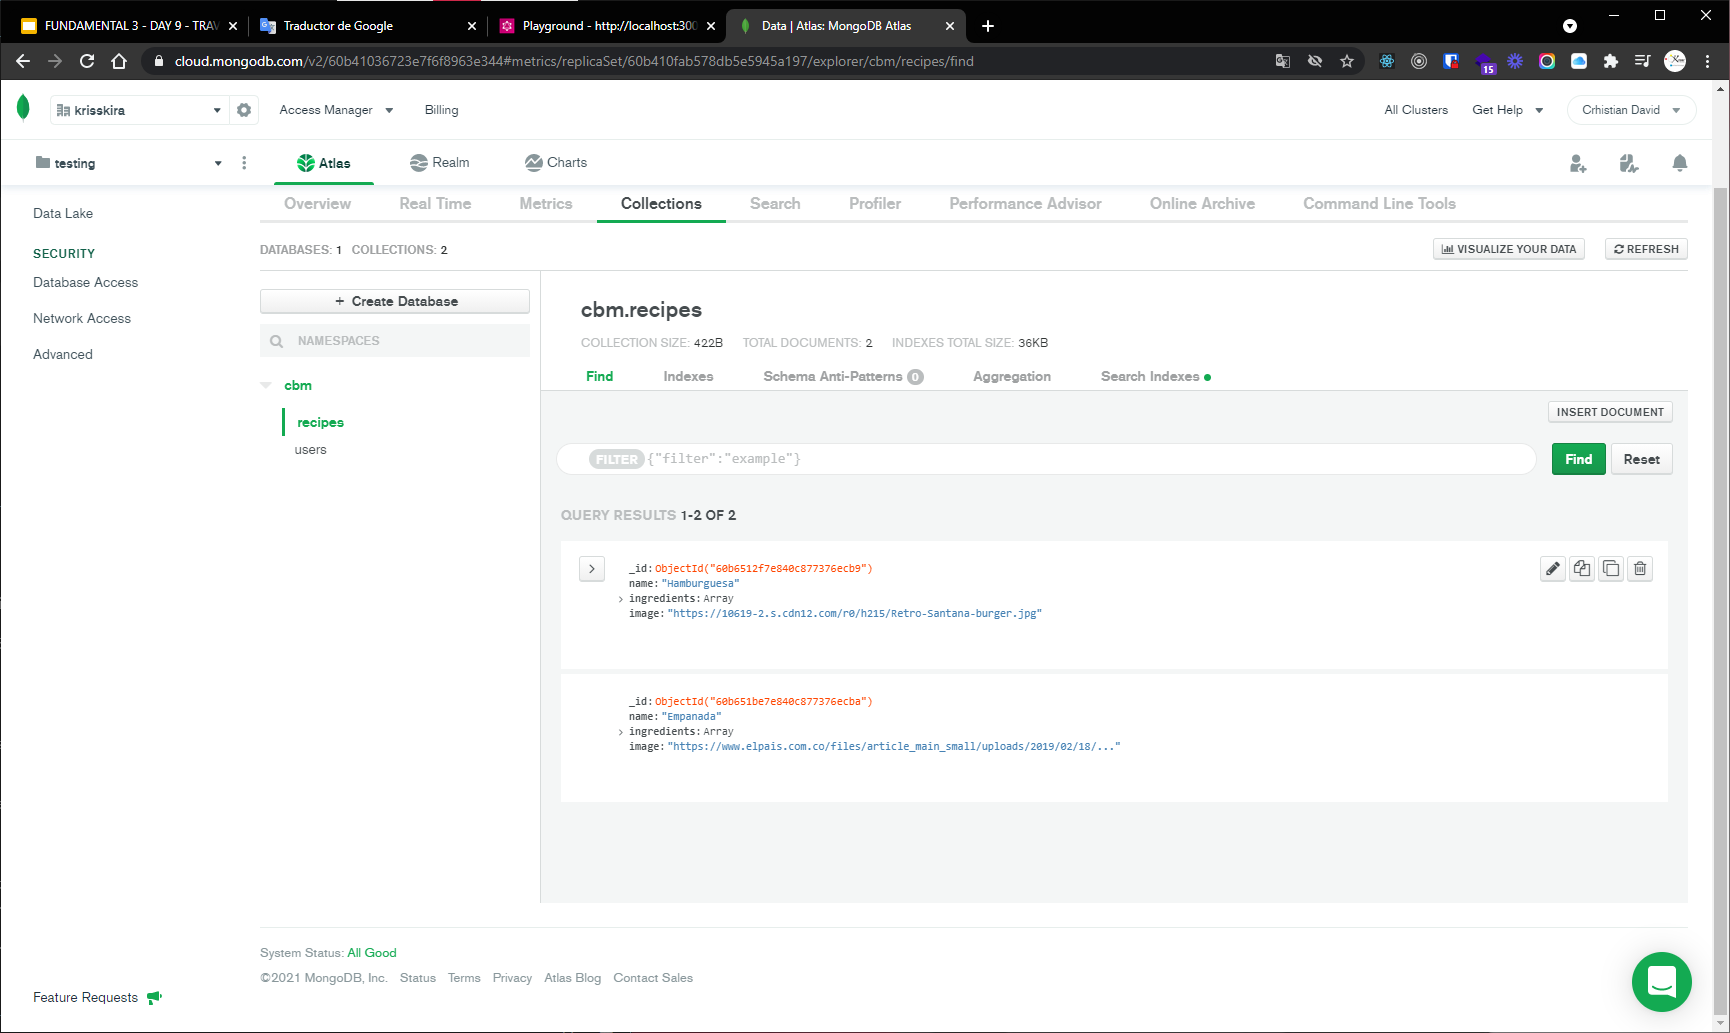 FUNDAMENTAL 3 - DAY 9 - TRAV
Traductor de Google
Playground - http://localhost:300
Data | Atlas: MongoDB Atlas
cloud.mongodb.com/v2/60b41036723e7f6f8963e344#metrics/replicaSet/60b410fab578db5e5945a197/explorer/cbm/recipes/find
15
krisskira
Access Manager
Billing
All Clusters
Get Help
Crhistian David
testing
Atlas
Realm
Charts
Data Lake
SECURITY
Database Access
Network Access
Advanced
Overview
Real Time
Metrics
Collections
Search
Profiler
Performance Advisor
Online Archive
Command Line Tools
DATABASES: 1 COLLECTIONS: 2
VISUALIZE YOUR DATA
REFRESH
+ Create Database
NAMESPACES
cbm
recipes
users
cbm.recipes
COLLECTION SIZE: 422B TOTAL DOCUMENTS: 2 INDEXES TOTAL SIZE: 36KB
Find
Indexes
Schema Anti-Patterns 0
Aggregation
Search Indexes
INSERT DOCUMENT
FILTER {"filter":"example"}
Find
Reset
QUERY RESULTS 1-2 OF 2
_id: ObjectId("60b6512f7e840c877376ecb9")
name: "Hamburguesa"
ingredients: Array
image: "https://10619-2.s.cdn12.com/r0/h215/Retro-Santana-burger.jpg"
_id: ObjectId("60b651be7e840c877376ecba")
name: "Empanada"
ingredients: Array
image: "https://www.elpais.com.co/files/article_main_small/uploads/2019/02/18/..."
System Status: All Good
©2021 MongoDB, Inc. Status Terms Privacy Atlas Blog Contact Sales
Feature Requests